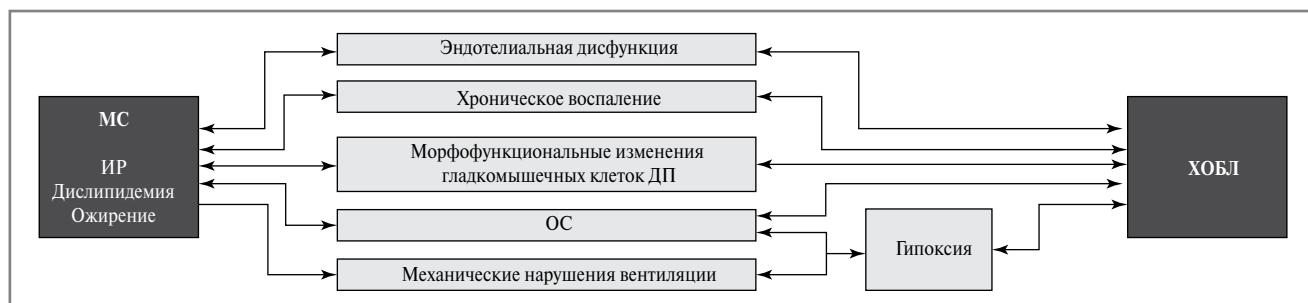 МС
ИР
Дислипидемия
Ожирение
Эндотелиальная дисфункция
Хроническое воспаление
Морфофункциональные изменения
гладкомышечных клеток ДП
ОС
Механические нарушения вентиляции
Гипоксия
ХОБЛ